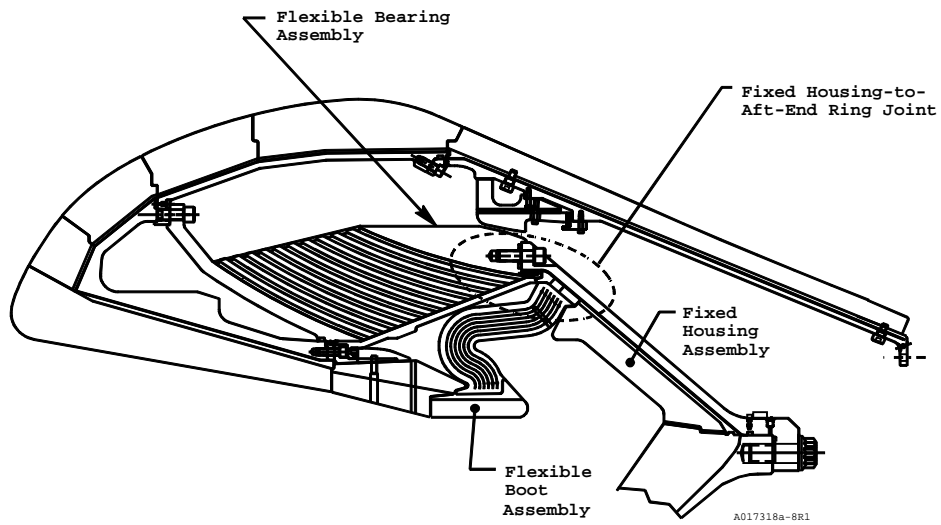 Flexible Bearing
Assembly
Fixed Housing-to-
Aft-End Ring Joint
Fixed
Housing
Assembly
Flexible
Boot
Assembly
A017318a-8R1